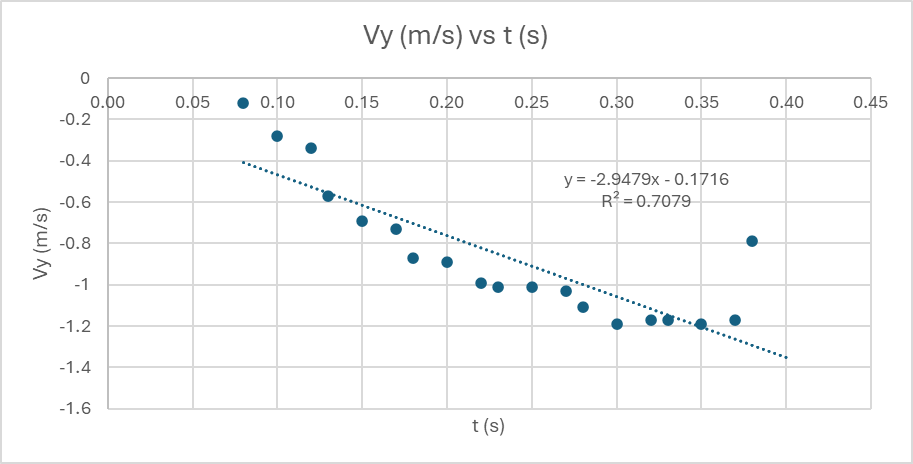 Vy (m/s) vs t (s)
0
0.00 0.05 0.10 0.15 0.20 0.25 0.30 0.35 0.40 0.45
-0.2
-0.4
y = -2.9479x - 0.1716
R² = 0.7079
-0.6
-0.8
-1
-1.2
-1.4
-1.6
Vy (m/s)
t (s)